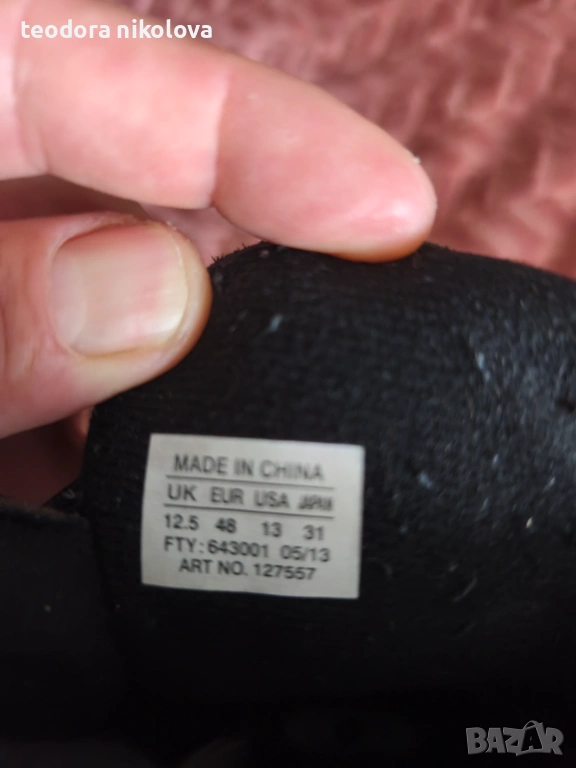 teodora nikolova
MADE IN CHINA
UK EUR USA JAPAN
12.5 48 13 31
FTY: 643001 05/13
ART NO. 127557
BAZAR